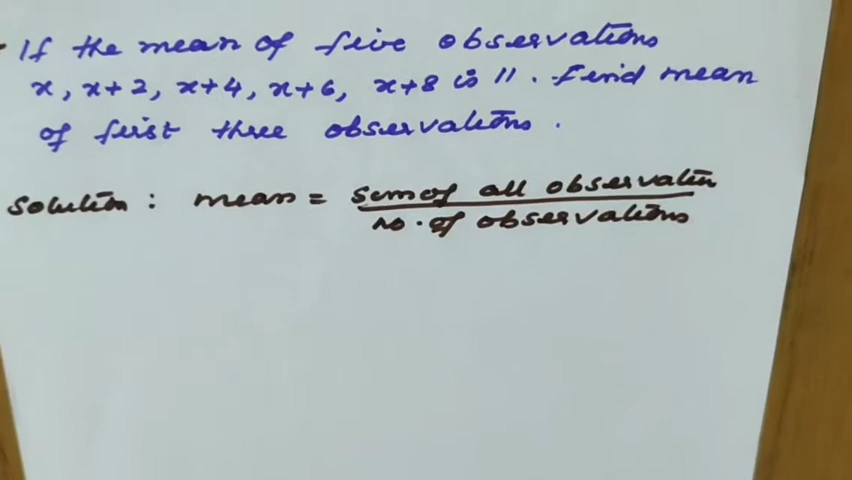 If the mean of five observations
x, x+2, x+4, x+6, x+8 is 11. Find mean
of first three observations.
Solution: mean = sum of all observation
no. of observations